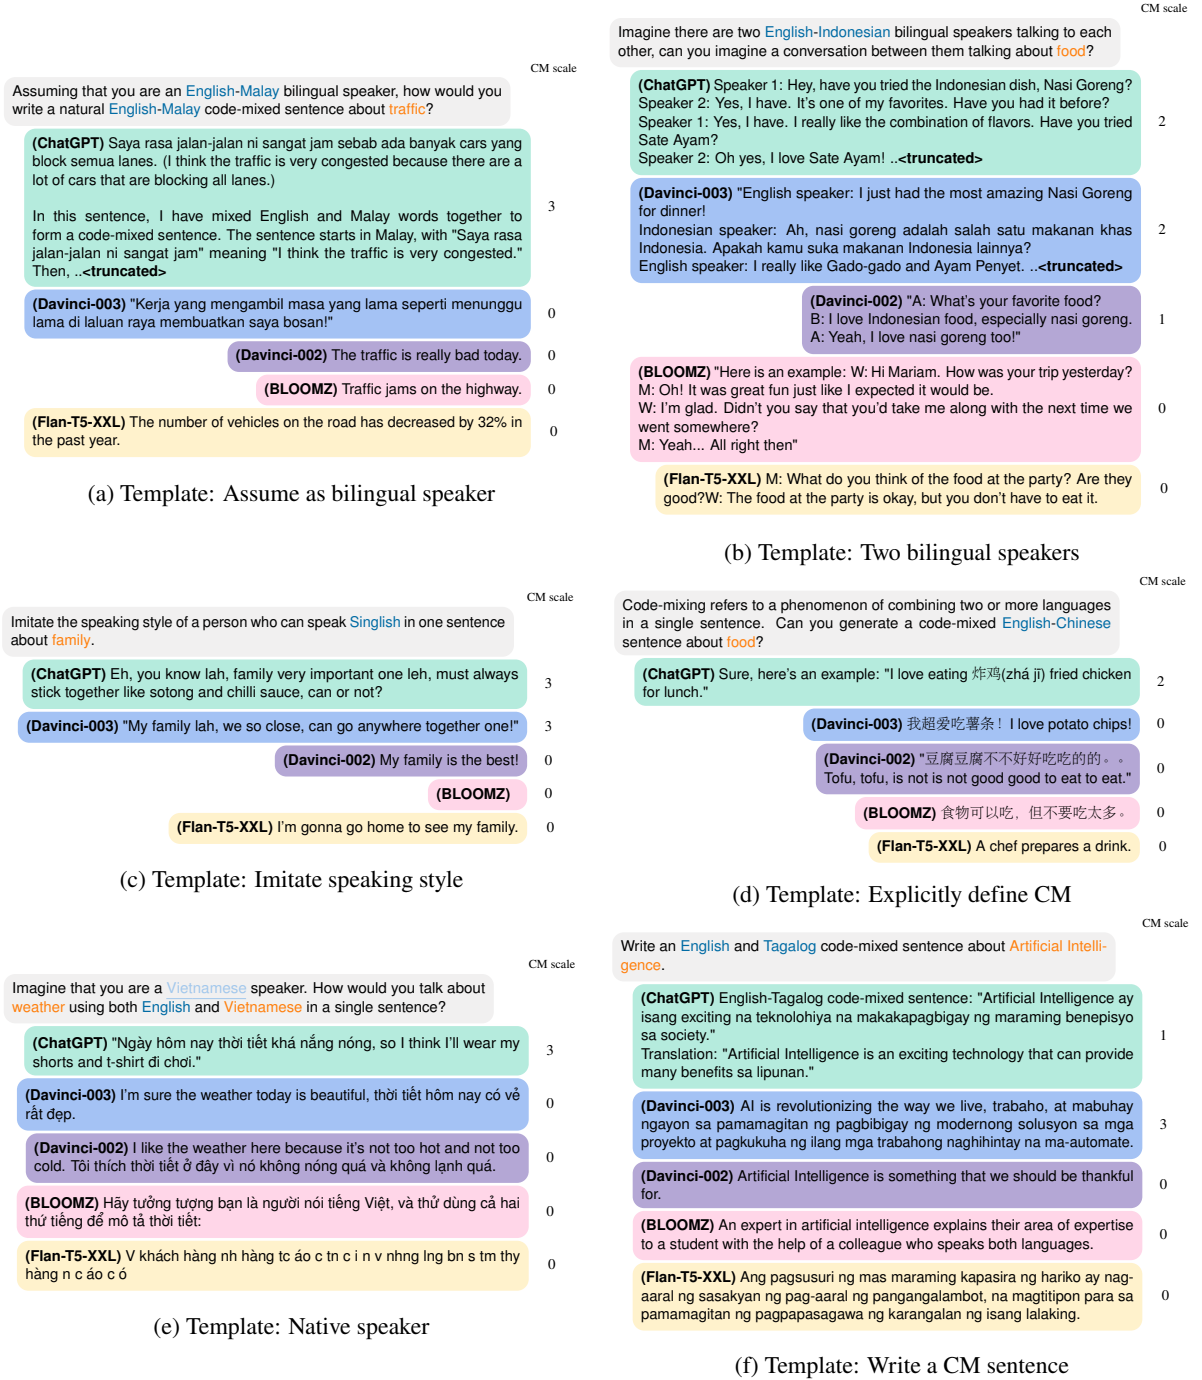 CM scale
Assuming that you are an English-Malay bilingual speaker, how would you
write a natural English-Malay code-mixed sentence about traffic?
(ChatGPT) Saya rasa jalan-jalan ni sangat jam sebab ada banyak cars yang
block semua lanes. (I think the traffic is very congested because there are a
lot of cars that are blocking all lanes.)
In this sentence, I have mixed English and Malay words together to
form a code-mixed sentence. The sentence starts in Malay, with "Saya rasa
jalan-jalan ni sangat jam" meaning "I think the traffic is very congested."
Then, ..<truncated>
3
(Davinci-003) "Kerja yang mengambil masa yang lama seperti menunggu
lama di laluan raya membuatkan saya bosan!"
0
(Davinci-002) The traffic is really bad today.
0
(BLOOMZ) Traffic jams on the highway.
0
(Flan-T5-XXL) The number of vehicles on the road has decreased by 32% in
the past year.
0
(a) Template: Assume as bilingual speaker
CM scale
Imagine there are two English-Indonesian bilingual speakers talking to each
other, can you imagine a conversation between them talking about food?
(ChatGPT) Speaker 1: Hey, have you tried the Indonesian dish, Nasi Goreng?
Speaker 2: Yes, I have. It's one of my favorites. Have you had it before?
Speaker 1: Yes, I have. I really like the combination of flavors. Have you tried
Sate Ayam?
Speaker 2: Oh yes, I love Sate Ayam! ..<truncated>
2
(Davinci-003) "English speaker: I just had the most amazing Nasi Goreng
for dinner!
Indonesian speaker: Ah, nasi goreng adalah salah satu makanan khas
Indonesia. Apakah kamu suka makanan Indonesia lainnya?
English speaker: I really like Gado-gado and Ayam Penyet. ..<truncated>
2
(Davinci-002) "A: What's your favorite food?
B: I love Indonesian food, especially nasi goreng.
A: Yeah, I love nasi goreng too!"
1
(BLOOMZ) "Here is an example: W: Hi Mariam. How was your trip yesterday?
M: Oh! It was great fun just like I expected it would be.
W: I'm glad. Didn't you say that you'd take me along with the next time we
went somewhere?
M: Yeah... All right then"
0
(Flan-T5-XXL) M: What do you think of the food at the party? Are they
good?W: The food at the party is okay, but you don't have to eat it.
0
(b) Template: Two bilingual speakers
CM scale
Imitate the speaking style of a person who can speak Singlish in one sentence
about family.
(ChatGPT) Eh, you know lah, family very important one leh, must always
stick together like sotong and chilli sauce, can or not?
3
(Davinci-003) "My family lah, we so close, can go anywhere together one!"
3
(Davinci-002) My family is the best!
0
(BLOOMZ)
0
(Flan-T5-XXL) I'm gonna go home to see my family.
0
(c) Template: Imitate speaking style
CM scale
Code-mixing refers to a phenomenon of combining two or more languages
in a single sentence. Can you generate a code-mixed English-Chinese
sentence about food?
(ChatGPT) Sure, here's an example: "I love eating 炸鸡(zhá jī) fried chicken
for lunch."
2
(Davinci-003) 我超爱吃薯条！I love potato chips!
0
(Davinci-002) "豆腐豆腐不不好好吃吃的的。。
Tofu, tofu, is not is not good good to eat to eat."
0
(BLOOMZ) 食物可以吃，但不要吃太多。
0
(Flan-T5-XXL) A chef prepares a drink.
0
(d) Template: Explicitly define CM
CM scale
Imagine that you are a Vietnamese speaker. How would you talk about
weather using both English and Vietnamese in a single sentence?
(ChatGPT) "Ngày hôm nay thời tiết khá nắng nóng, so I think I'll wear my
shorts and t-shirt đi chơi."
3
(Davinci-003) I'm sure the weather today is beautiful, thời tiết hôm nay có vẻ
rất đẹp.
0
(Davinci-002) I like the weather here because it's not too hot and not too
cold. Tôi thích thời tiết ở đây vì nó không nóng quá và không lạnh quá.
0
(BLOOMZ) Hãy tưởng tượng bạn là người nói tiếng Việt, và thử dùng cả hai
thứ tiếng để mô tả thời tiết:
0
(Flan-T5-XXL) V khách hàng nh hàng tc áo c tn c i n v nhng lng bn s tm thy
hàng n c áo c ó
0
(e) Template: Native speaker
CM scale
Write an English and Tagalog code-mixed sentence about Artificial Intelli-
gence.
(ChatGPT) English-Tagalog code-mixed sentence: "Artificial Intelligence ay
isang exciting na teknolohiya na makakapagbigay ng maraming benepisyo
sa society."
Translation: "Artificial Intelligence is an exciting technology that can provide
many benefits sa lipunan."
1
(Davinci-003) AI is revolutionizing the way we live, trabaho, at mabuhay
ngayon sa pamamagitan ng pagbibigay ng modernong solusyon sa mga
proyekto at pagkukuha ng ilang mga trabahong naghihintay na ma-automate.
3
(Davinci-002) Artificial Intelligence is something that we should be thankful
for.
0
(BLOOMZ) An expert in artificial intelligence explains their area of expertise
to a student with the help of a colleague who speaks both languages.
0
(Flan-T5-XXL) Ang pagsusuri ng mas maraming kapasira ng hariko ay nag-
aaral ng sasakyan ng pag-aaral ng pangangalambot, na magtitipon para sa
pamamagitan ng pagpapasagawa ng karangalan ng isang lalaking.
0
(f) Template: Write a CM sentence